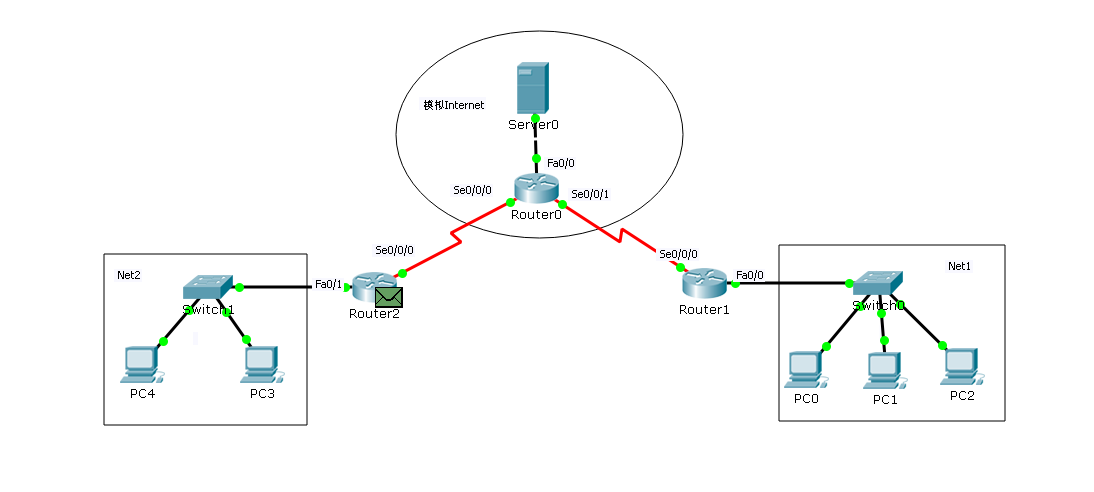 模拟Internet
Server0
Fa0/0
Se0/0/0
Se0/0/1
Router0
Se0/0/0
Se0/0/0
Net2
Net1
Fa0/1
Fa0/0
Switch1
Router2
Router1
Switch0
PC4
PC3
PC0
PC1
PC2